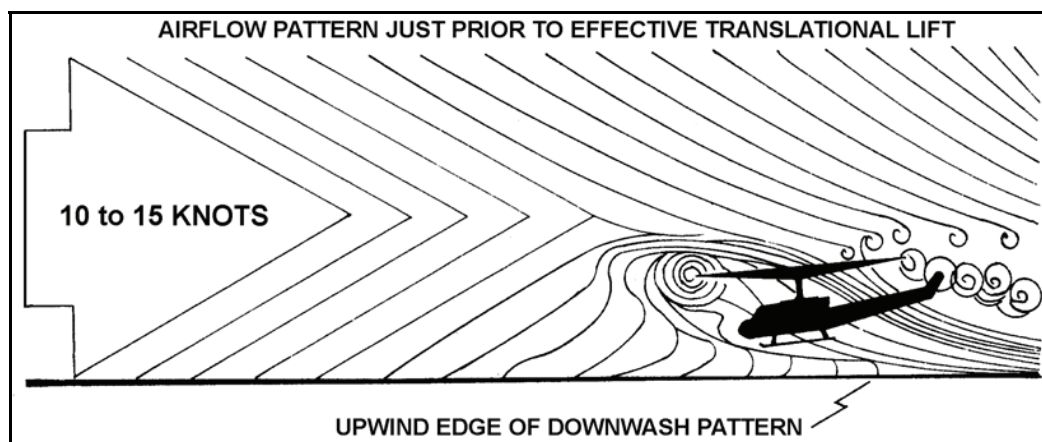 AIRFLOW PATTERN JUST PRIOR TO EFFECTIVE TRANSLATIONAL LIFT
10 to 15 KNOTS
UPWIND EDGE OF DOWNWASH PATTERN